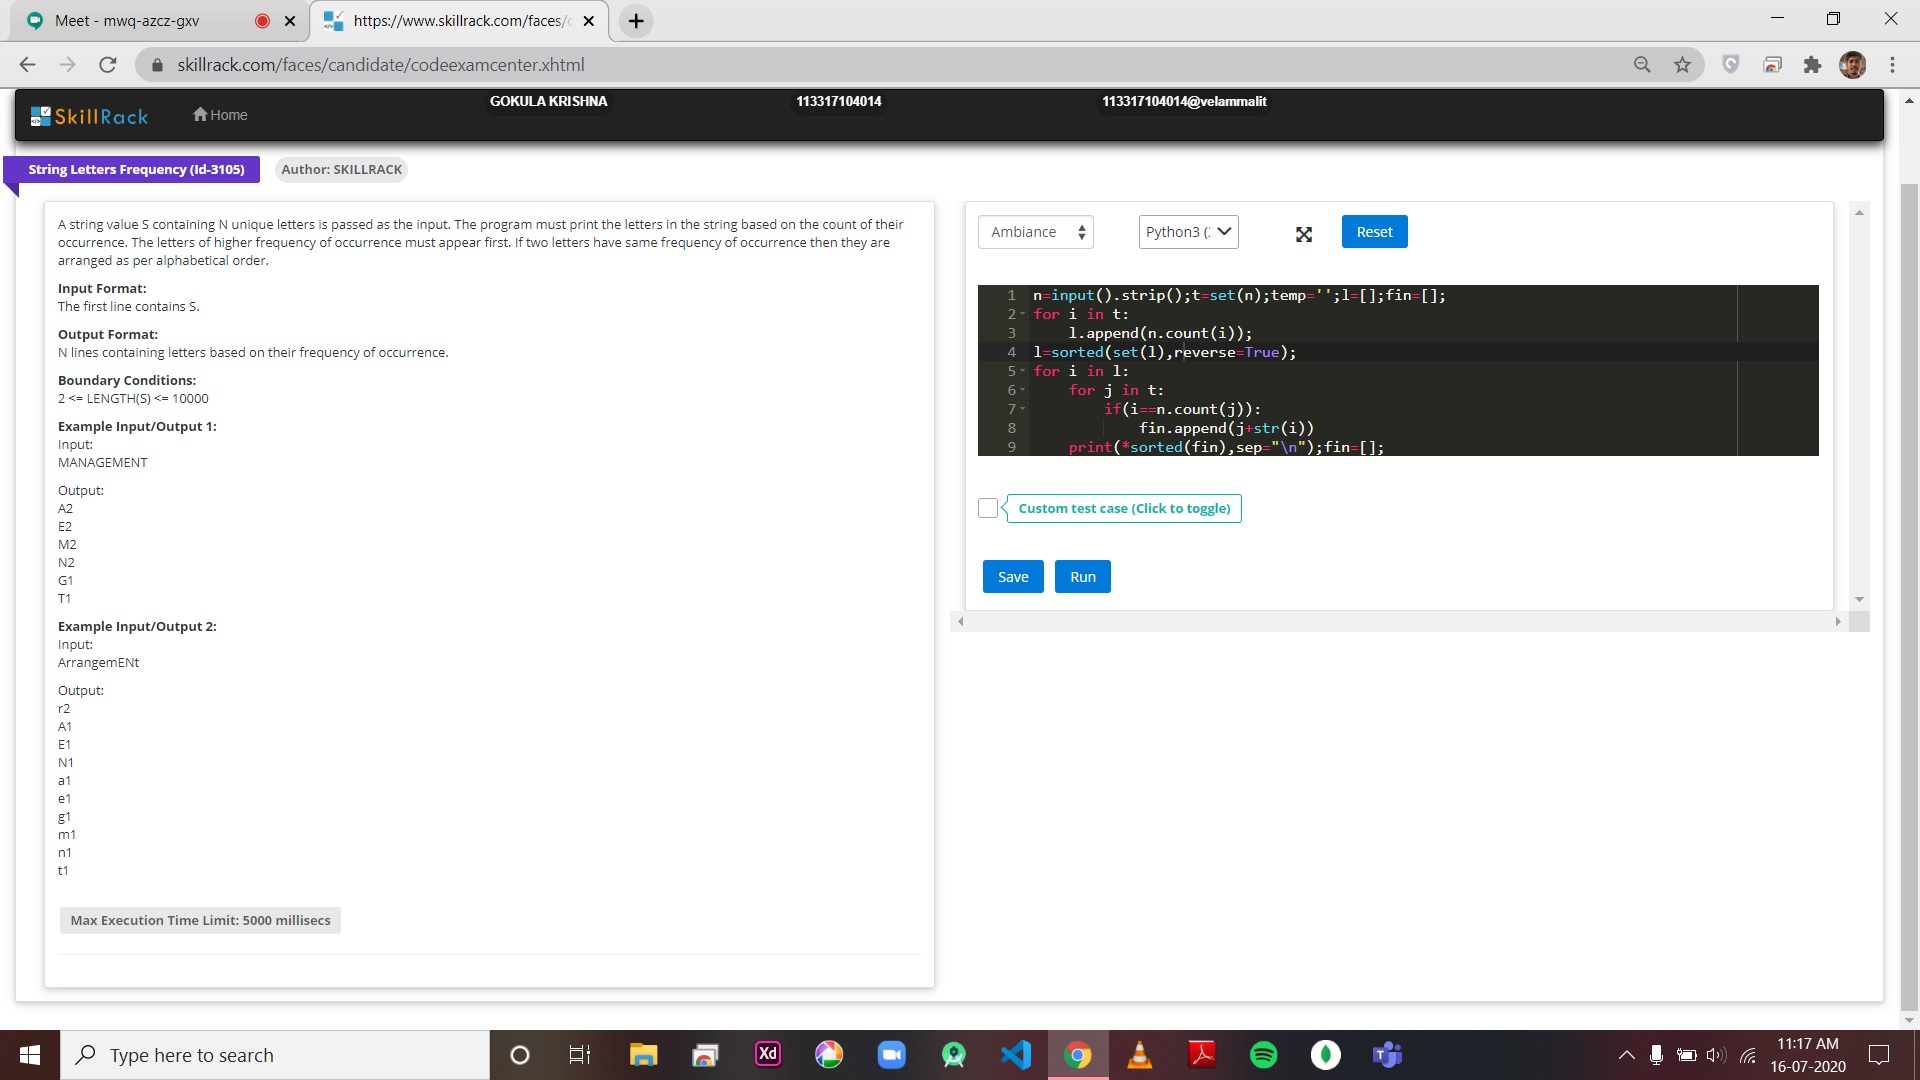 Meet - mwq-azcz-gxv
https://www.skillrack.com/faces/c
skillrack.com/faces/candidate/codeexamcenter.xhtml
SkillRack
Home
GOKULA KRISHNA
113317104014
113317104014@velammalit
String Letters Frequency (Id-3105)
Author: SKILLRACK
A string value S containing N unique letters is passed as the input. The program must print the letters in the string based on the count of their
occurrence. The letters of higher frequency of occurrence must appear first. If two letters have same frequency of occurrence then they are
arranged as per alphabetical order.
Input Format:
The first line contains S.
Output Format:
N lines containing letters based on their frequency of occurrence.
Boundary Conditions:
2 <= LENGTH(S) <= 10000
Example Input/Output 1:
Input:
MANAGEMENT
Output:
A2
E2
M2
N2
G1
T1
Example Input/Output 2:
Input:
ArrangemENt
Output:
r2
A1
E1
N1
a1
e1
g1
m1
n1
t1
Max Execution Time Limit: 5000 millisecs
Ambiance
Python3 (:
Reset
1 n=input().strip();t=set(n);temp='';l=[];fin=[];
2 for i in t:
3 l.append(n.count(i));
4 l=sorted(set(l),reverse=True);
5 for i in l:
6 for j in t:
7 if(i==n.count(j)):
8 fin.append(j+str(i))
9 print(*sorted(fin),sep="\n");fin=[];
Custom test case (Click to toggle)
Save
Run
Type here to search
Xd
11:17 AM
16-07-2020